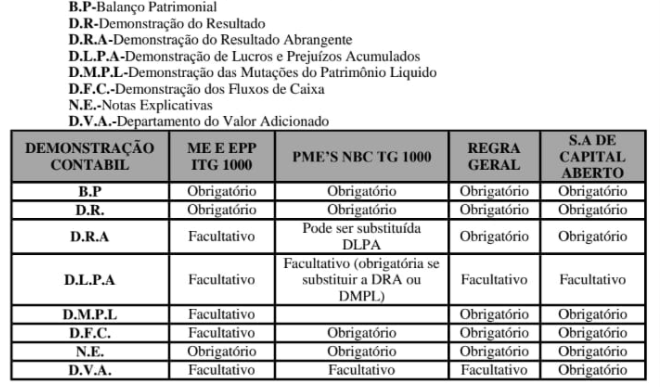 B.P-Balanço Patrimonial
D.R-Demonstração do Resultado
D.R.A-Demonstração do Resultado Abrangente
D.L.P.A-Demonstração de Lucros e Prejuízos Acumulados
D.M.P.L-Demonstração das Mutações do Patrimônio Liquido
D.F.C.-Demonstração dos Fluxos de Caixa
N.E.-Notas Explicativas
D.V.A.-Departamento do Valor Adicionado
DEMONSTRAÇÃO CONTABIL | ME E EPP ITG 1000 | PME'S NBC TG 1000 | REGRA GERAL | S.A DE CAPITAL ABERTO
B.P | Obrigatório | Obrigatório | Obrigatório | Obrigatório
D.R. | Obrigatório | Obrigatório | Obrigatório | Obrigatório
D.R.A | Facultativo | Pode ser substituída DLPA | Obrigatório | Obrigatório
D.L.P.A | Facultativo | Facultativo (obrigatória se substituir a DRA ou DMPL) | Facultativo | Facultativo
D.M.P.L | Facultativo | | Obrigatório | Obrigatório
D.F.C. | Facultativo | Obrigatório | Obrigatório | Obrigatório
N.E. | Obrigatório | Obrigatório | Obrigatório | Obrigatório
D.V.A. | Facultativo | Facultativo | Facultativo | Obrigatório